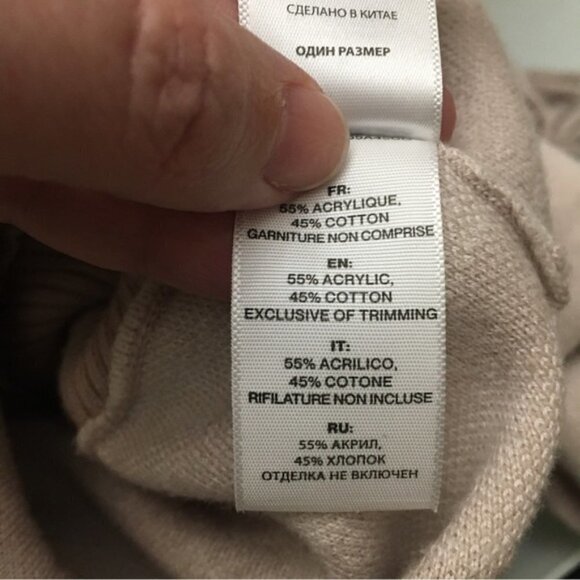 СДЕЛАНО В КИТАЕ
ОДИН РАЗМЕР
FR:
55% ACRYLIQUE,
45% COTTON
GARNITURE NON COMPRISE
EN:
55% ACRYLIC,
45% COTTON
EXCLUSIVE OF TRIMMING
IT:
55% ACRILICO,
45% COTONE
RIFILATURE NON INCLUSE
RU:
55% АКРИЛ,
45% ХЛОПОК
ОТДЕЛКА НЕ ВКЛЮЧЕН